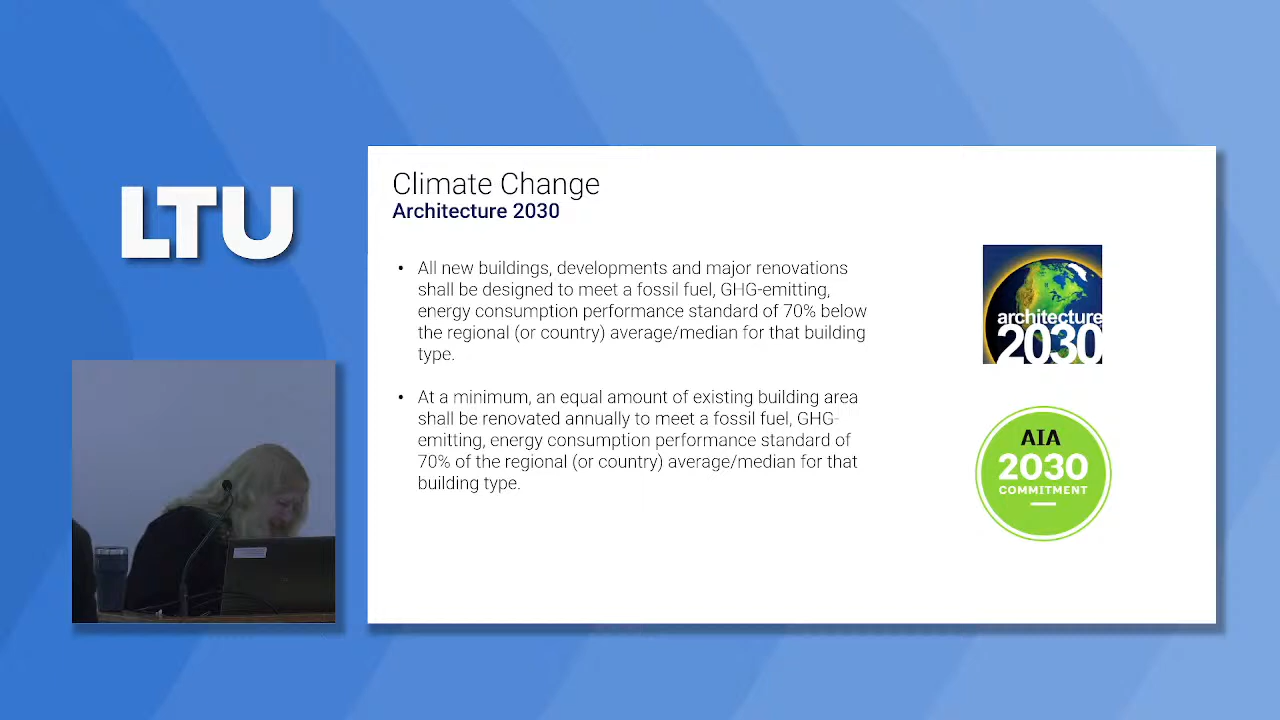 LTU
Climate Change
Architecture 2030
• All new buildings, developments and major renovations
shall be designed to meet a fossil fuel, GHG-emitting,
energy consumption performance standard of 70% below
the regional (or country) average/median for that building
type.
• At a minimum, an equal amount of existing building area
shall be renovated annually to meet a fossil fuel, GHG-
emitting, energy consumption performance standard of
70% of the regional (or country) average/median for that
building type.
architecture
2030
AIA
2030
COMMITMENT